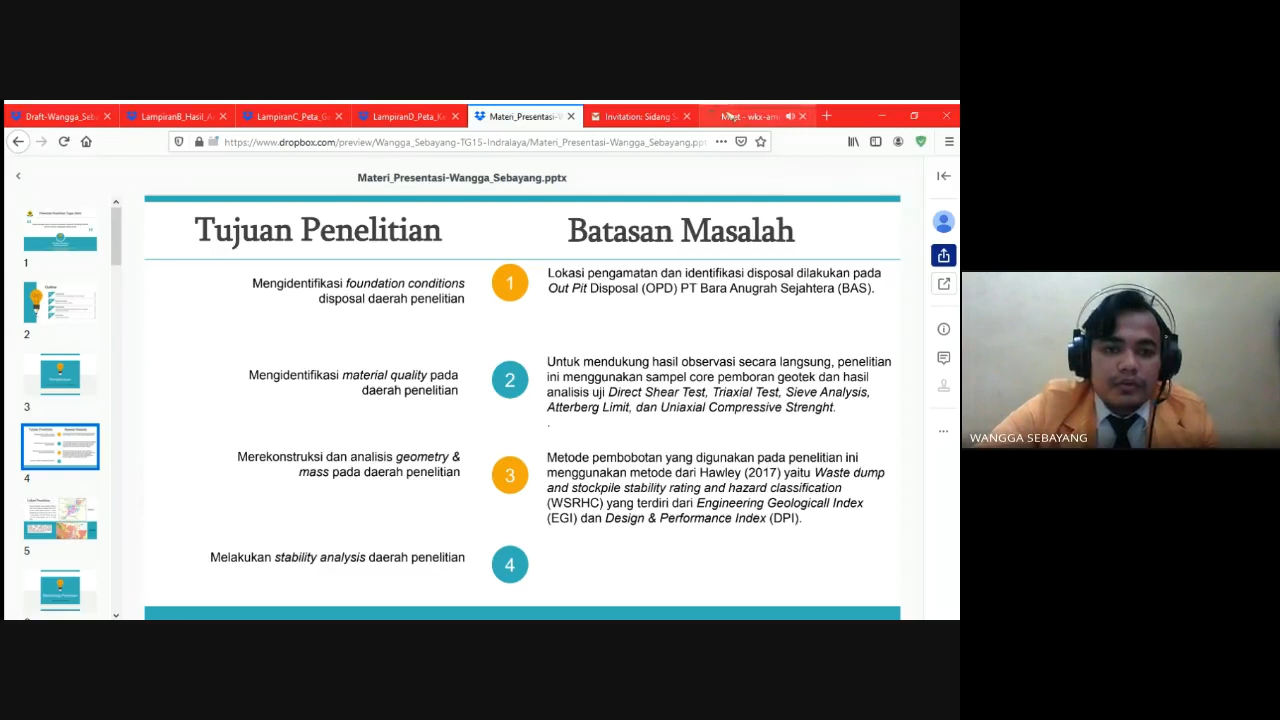 Draft-Wangga_Seb
LampiranB_Hasil_A
LampiranC_Peta_G
LampiranD_Peta_K
Materi_Presentasi-
Invitation: Sidang S
Meet - wkx-am
https://www.dropbox.com/preview/Wangga_Sebayang-TG15-Indralaya/Materi_Presentasi-Wangga_Sebayang.ppt
Materi_Presentasi-Wangga_Sebayang.pptx
1
Outline
2
3
4
5
Tujuan Penelitian
Mengidentifikasi foundation conditions
disposal daerah penelitian
Mengidentifikasi material quality pada
daerah penelitian
Merekonstruksi dan analisis geometry &
mass pada daerah penelitian
Melakukan stability analysis daerah penelitian
1
2
3
4
Batasan Masalah
Lokasi pengamatan dan identifikasi disposal dilakukan pada
Out Pit Disposal (OPD) PT Bara Anugrah Sejahtera (BAS).
Untuk mendukung hasil observasi secara langsung, penelitian
ini menggunakan sampel core pemboran geotek dan hasil
analisis uji Direct Shear Test, Triaxial Test, Sieve Analysis,
Atterberg Limit, dan Uniaxial Compressive Strenght.
.
Metode pembobotan yang digunakan pada penelitian ini
menggunakan metode dari Hawley (2017) yaitu Waste dump
and stockpile stability rating and hazard classification
(WSRHC) yang terdiri dari Engineering Geologicall Index
(EGI) dan Design & Performance Index (DPI).
WANGGA SEBAYANG